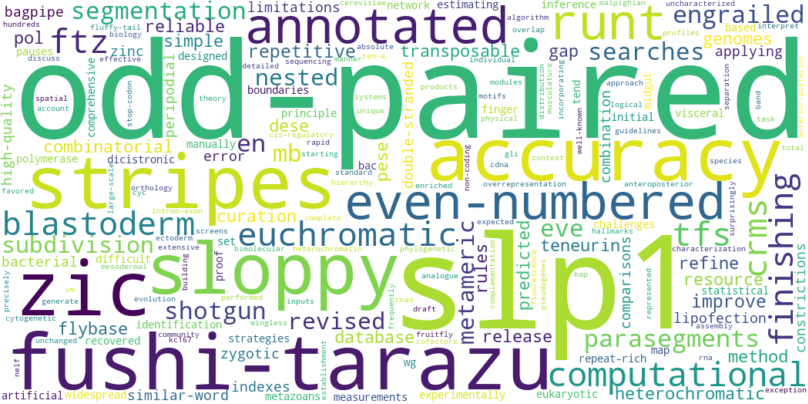 bagpipe segmentation limitations annotated cerevisiae network estimating runt algorithm uncharacterized engrailed
hundreds fluffy-tail biology reliable inference malpighian interpret
pol ftz simple repetitive transposable gap searches genomes based
pauses zinc designed absolute ten-a overlap profiles applying
discuss effective nested detailed sequencing manner individual
odd-paired
high-quality spatial account comprehensive stop-codon peripodial theory boundaries double-stranded systems unique products physical modules motifs distribution incorporating musculature finger visceral approach logical guidelines midgut separation band task total
polymerase combinatorial manually en principle dese starting rapid standard hierarchy accuracy tend initial combination well-known
favored dicistronic error mb bac pese non-coding gli cdna context species
large-scale stripes orthology cyc intron-exon cis-regulatory enriched overrepresentation anteroposterior surprisingly
screens curation complete even-numbered challenges
blastoderm ectoderm extensive hallmarks euchromatic expected eve tfs crms finishing
subdivision mesodermal set bimolecular heterochromatin phylogenetic metameric rules complementation predicted teneurin characterization constrictions
bacterial difficult sloppy slp1 pseudogenes comparisons refine resource
precisely building proof analogue bap statistical
zic evolution performed inputs frequently draft represented improve
cytogenetic generate vm wingless shotgun community kc167 revised fruitfly release lipofection assembly
unchanged flybase recovered identification strategies database cofactors parasegments
nelf fushi-tarazu zygotic establishment wg repeat-rich map rna method
artificial widespread similar-word indexes metazoans measurements experimentally computational eukaryotic heterochromatic exception